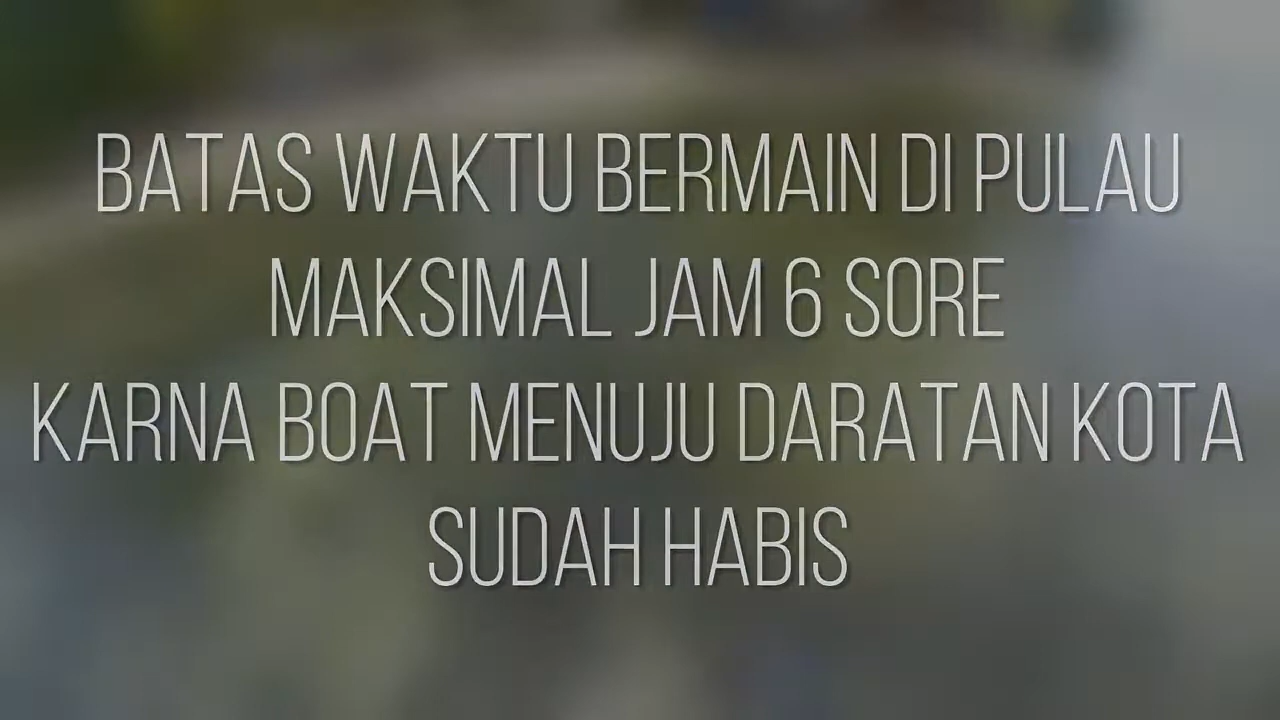 BATAS WAKTU BERMAIN DI PULAU
MAKSIMAL JAM 6 SORE
KARNA BOAT MENUJU DARATAN KOTA
SUDAH HABIS